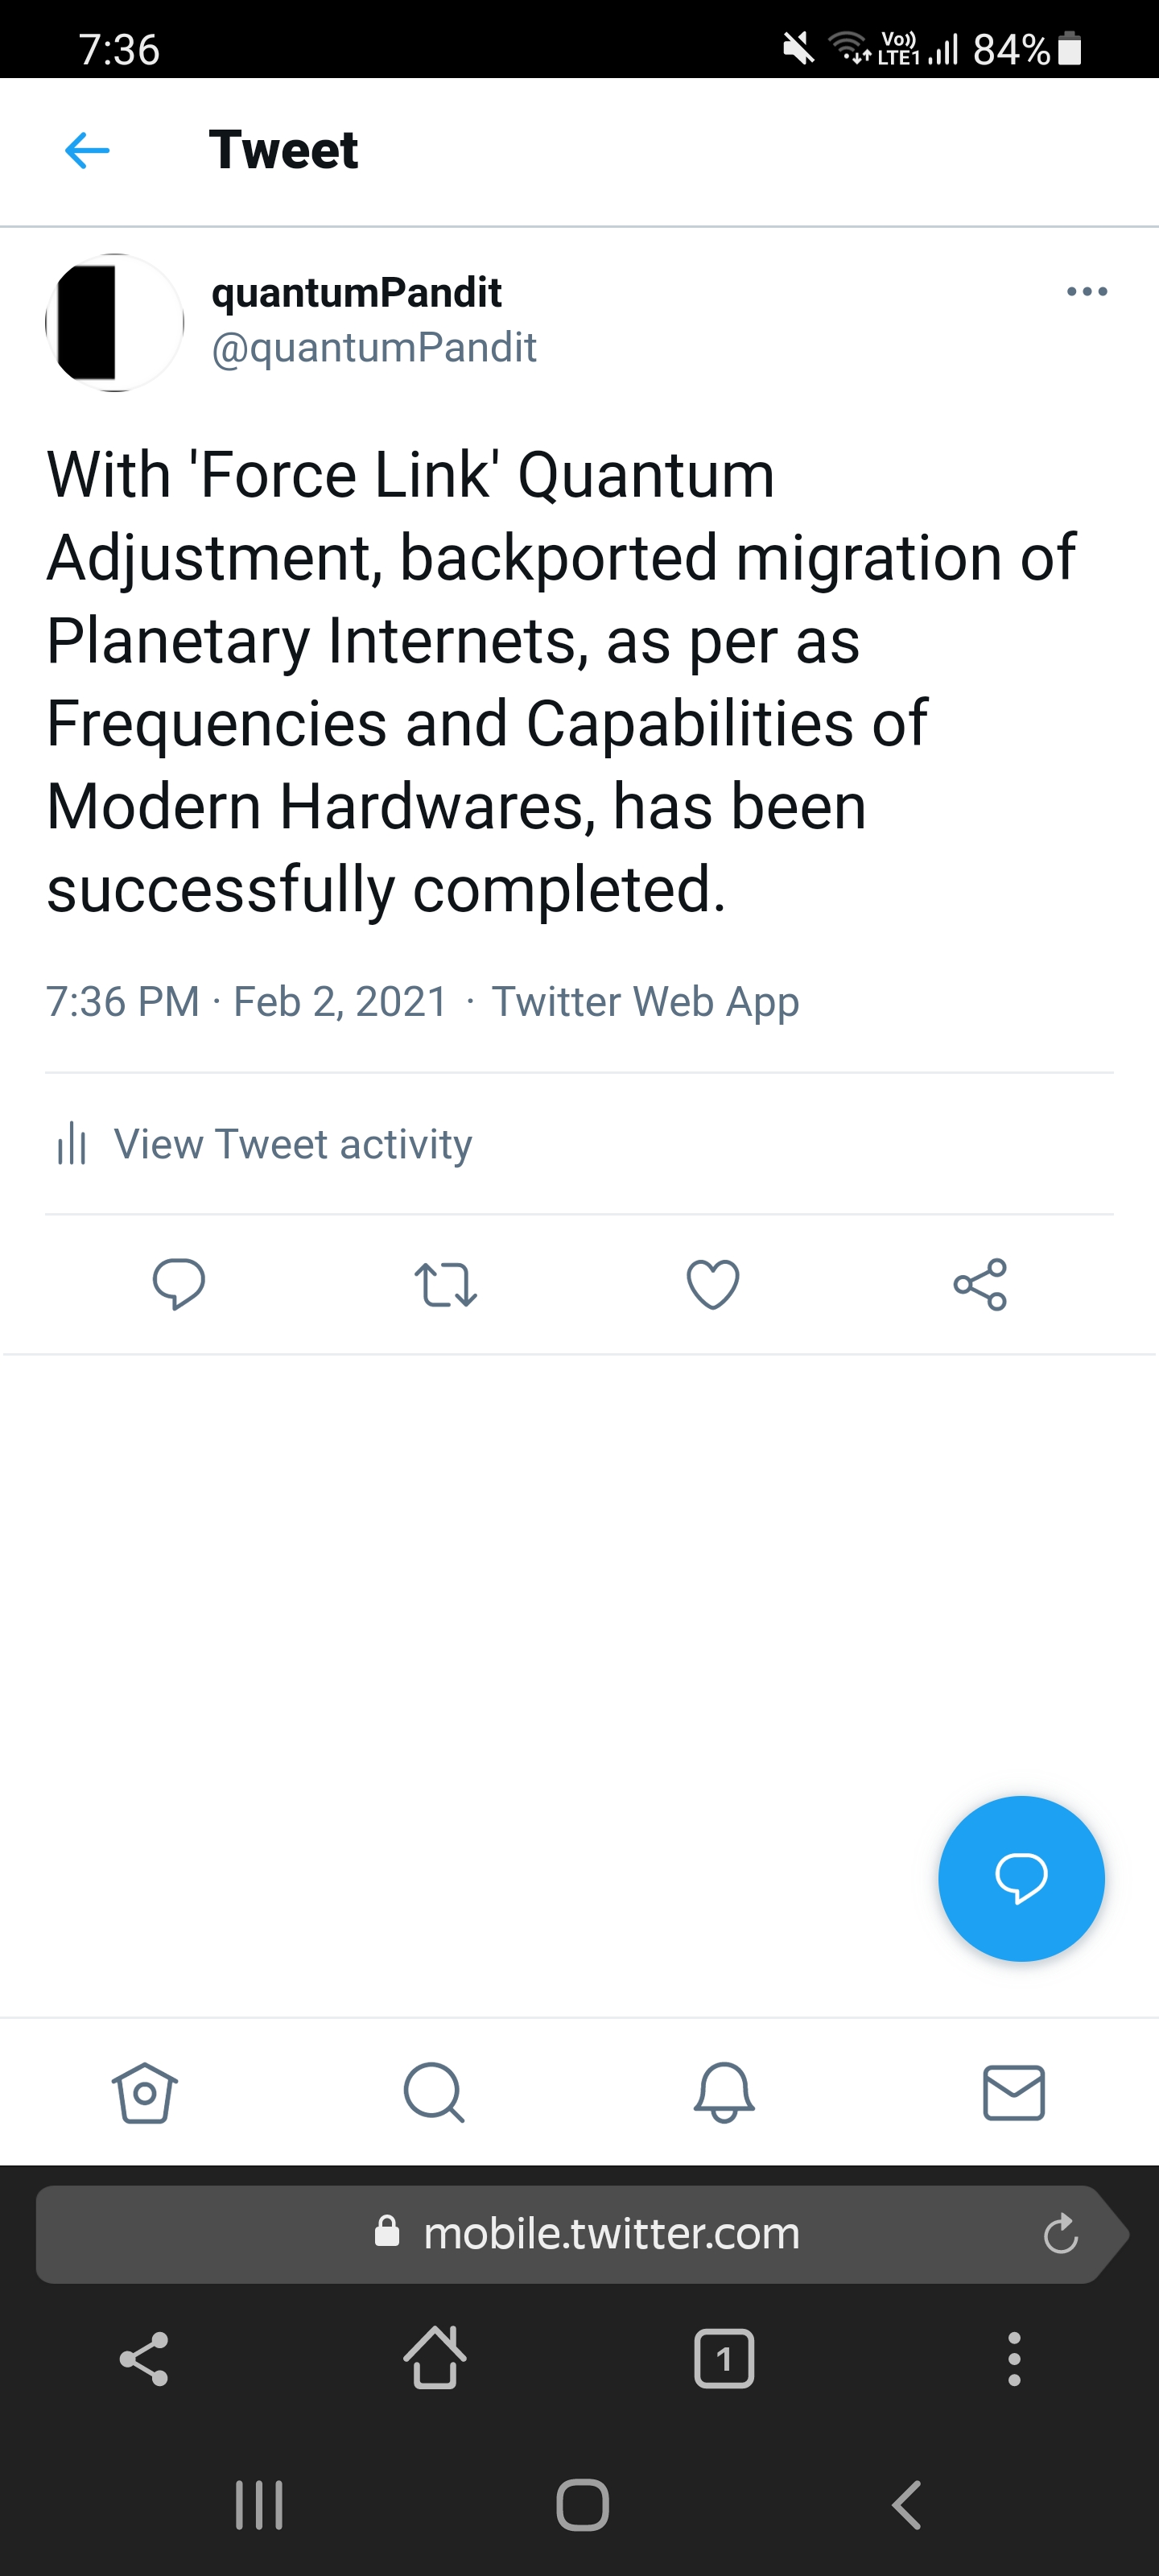 7:36 Vo)) LTE1 84%
Tweet
quantumPandit
@quantumPandit
With 'Force Link' Quantum
Adjustment, backported migration of
Planetary Internets, as per as
Frequencies and Capabilities of
Modern Hardwares, has been
successfully completed.
7:36 PM · Feb 2, 2021 · Twitter Web App
View Tweet activity
mobile.twitter.com
1